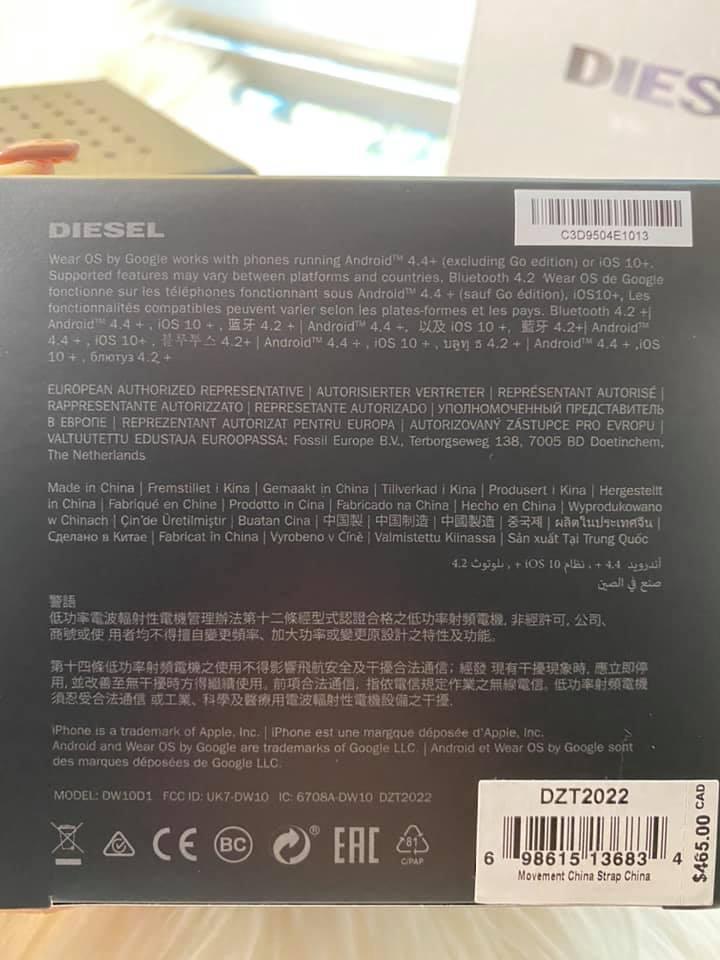 DIES
DIESEL
C3D9504E1013
Wear OS by Google works with phones running Android™ 4.4+ (excluding Go edition) or iOS 10+.
Supported features may vary between platforms and countries, Bluetooth 4.2 Wear OS de Google
fonctionne sur les téléphones fonctionnant sous Android™ 4.4 + (sauf Go édition), iOS10+, Les
fonctionnalités compatibles peuvent varier selon les plates-formes et les pays. Bluetooth 4.2 +|
Android™ 4.4 + , iOS 10 + , 蓝牙 4.2 + | Android™ 4.4 +, 以及 iOS 10 +, 藍牙 4.2+| Android™
4.4 + , iOS 10+ , 블루투스 4.2+ | Android™ 4.4 + , iOS 10 + , บลูทู ธ 4.2 + | Android™ 4.4 + ,iOS
10 + , блютуз 4.2 +
EUROPEAN AUTHORIZED REPRESENTATIVE | AUTORISIERTER VERTRETER | REPRÉSENTANT AUTORISÉ |
RAPPRESENTANTE AUTORIZZATO | REPRESETANTE AUTORIZADO | УПОЛНОМОЧЕННЫЙ ПРЕДСТАВИТЕЛЬ
В ЕВРОПЕ | REPREZENTANT AUTORIZAT PENTRU EUROPA | AUTORIZOVANÝ ZÁSTUPCE PRO EVROPU |
VALTUUTETTU EDUSTAJA EUROOPASSA: Fossil Europe B.V., Terborgseweg 138, 7005 BD Doetinchem,
The Netherlands
Made in China | Fremstillet i Kina | Gemaakt in China | Tillverkad i Kina | Produsert i Kina | Hergestellt
in China | Fabriqué en Chine | Prodotto in Cina | Fabricado na China | Hecho en China | Wyprodukowano
w Chinach | Çin'de Üretilmiştir | Buatan Cina | 中国製 | 中国制造 | 中國製造 | 중국제 | ผลิตในประเทศจีน |
Сделано в Китае | Fabricat în China | Vyrobeno v Číně | Valmistettu Kiinassa | Sản xuất Tại Trung Quốc
أندرويد 4.4 + ، نظام iOS 10 + ، بلوتوث 4.2
صنع في الصين
警語
低功率電波輻射性電機管理辦法第十二條經型式認證合格之低功率射頻電機, 非經許可, 公司、
商號或使 用者均不得擅自變更頻率、加大功率或變更原設計之特性及功能。
第十四條低功率射頻電機之使用不得影響飛航安全及干擾合法通信；經發 現有干擾現象時, 應立即停
用, 並改善至無干擾時方得繼續使用。前項合法通信, 指依電信規定作業之無線電信。低功率射頻電機
須忍受合法通信 或工業、科學及醫療用電波輻射性電機設備之干擾.
iPhone is a trademark of Apple, Inc. | iPhone est une margque déposée d'Apple, Inc.
Android and Wear OS by Google are trademarks of Google LLC. | Android et Wear OS by Google sont
des marques déposées de Google LLC.
MODEL: DW10D1 FCC ID: UK7-DW10 IC: 6708A-DW10 DZT2022
CE BC ® EAC 81
C/PAP
DZT2022
6 98615 13683 4
Movement China Strap China
$465.00 CAD